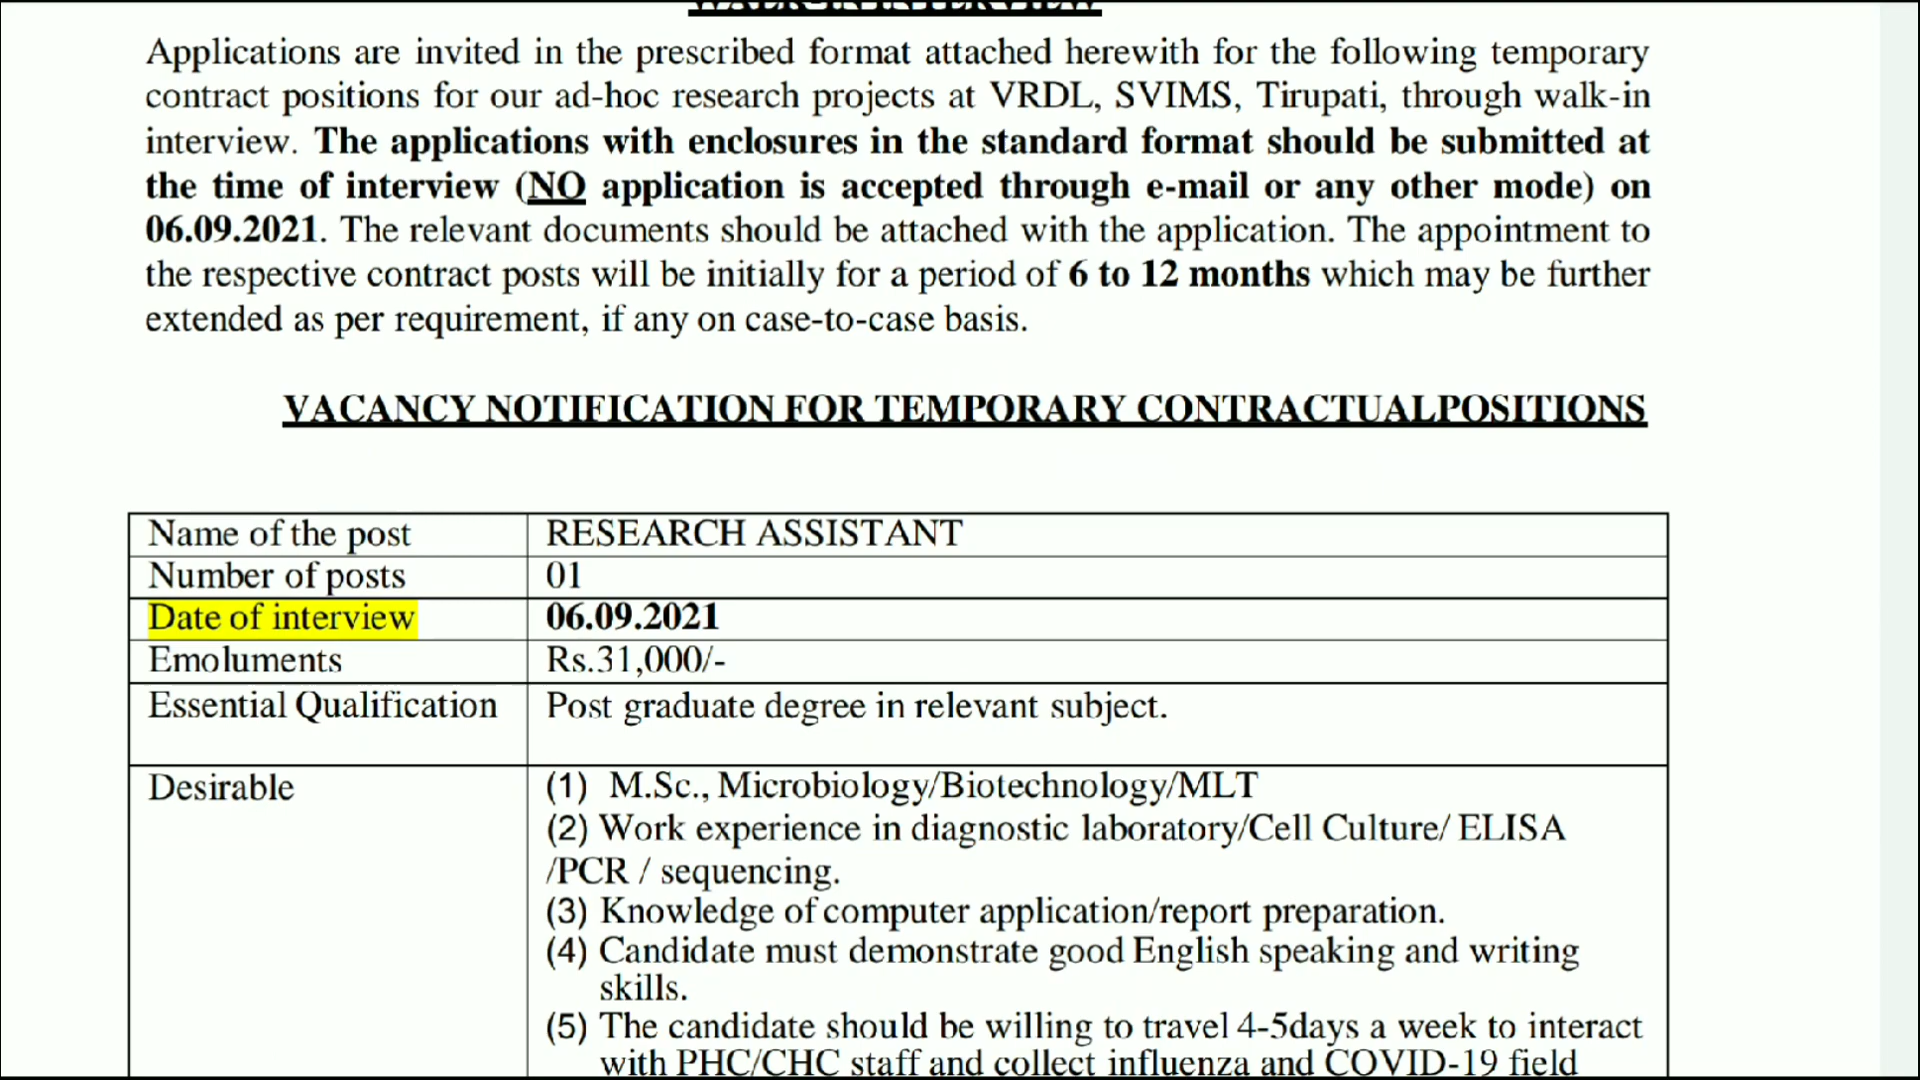 WALK-IN INTERVIEW
Applications are invited in the prescribed format attached herewith for the following temporary
contract positions for our ad-hoc research projects at VRDL, SVIMS, Tirupati, through walk-in
interview. The applications with enclosures in the standard format should be submitted at
the time of interview (NO application is accepted through e-mail or any other mode) on
06.09.2021. The relevant documents should be attached with the application. The appointment to
the respective contract posts will be initially for a period of 6 to 12 months which may be further
extended as per requirement, if any on case-to-case basis.
VACANCY NOTIFICATION FOR TEMPORARY CONTRACTUALPOSITIONS
Name of the post RESEARCH ASSISTANT
Number of posts 01
Date of interview 06.09.2021
Emoluments Rs.31,000/-
Essential Qualification Post graduate degree in relevant subject.
Desirable (1) M.Sc., Microbiology/Biotechnology/MLT
(2) Work experience in diagnostic laboratory/Cell Culture/ ELISA
/PCR / sequencing.
(3) Knowledge of computer application/report preparation.
(4) Candidate must demonstrate good English speaking and writing
skills.
(5) The candidate should be willing to travel 4-5days a week to interact
with PHC/CHC staff and collect influenza and COVID-19 field